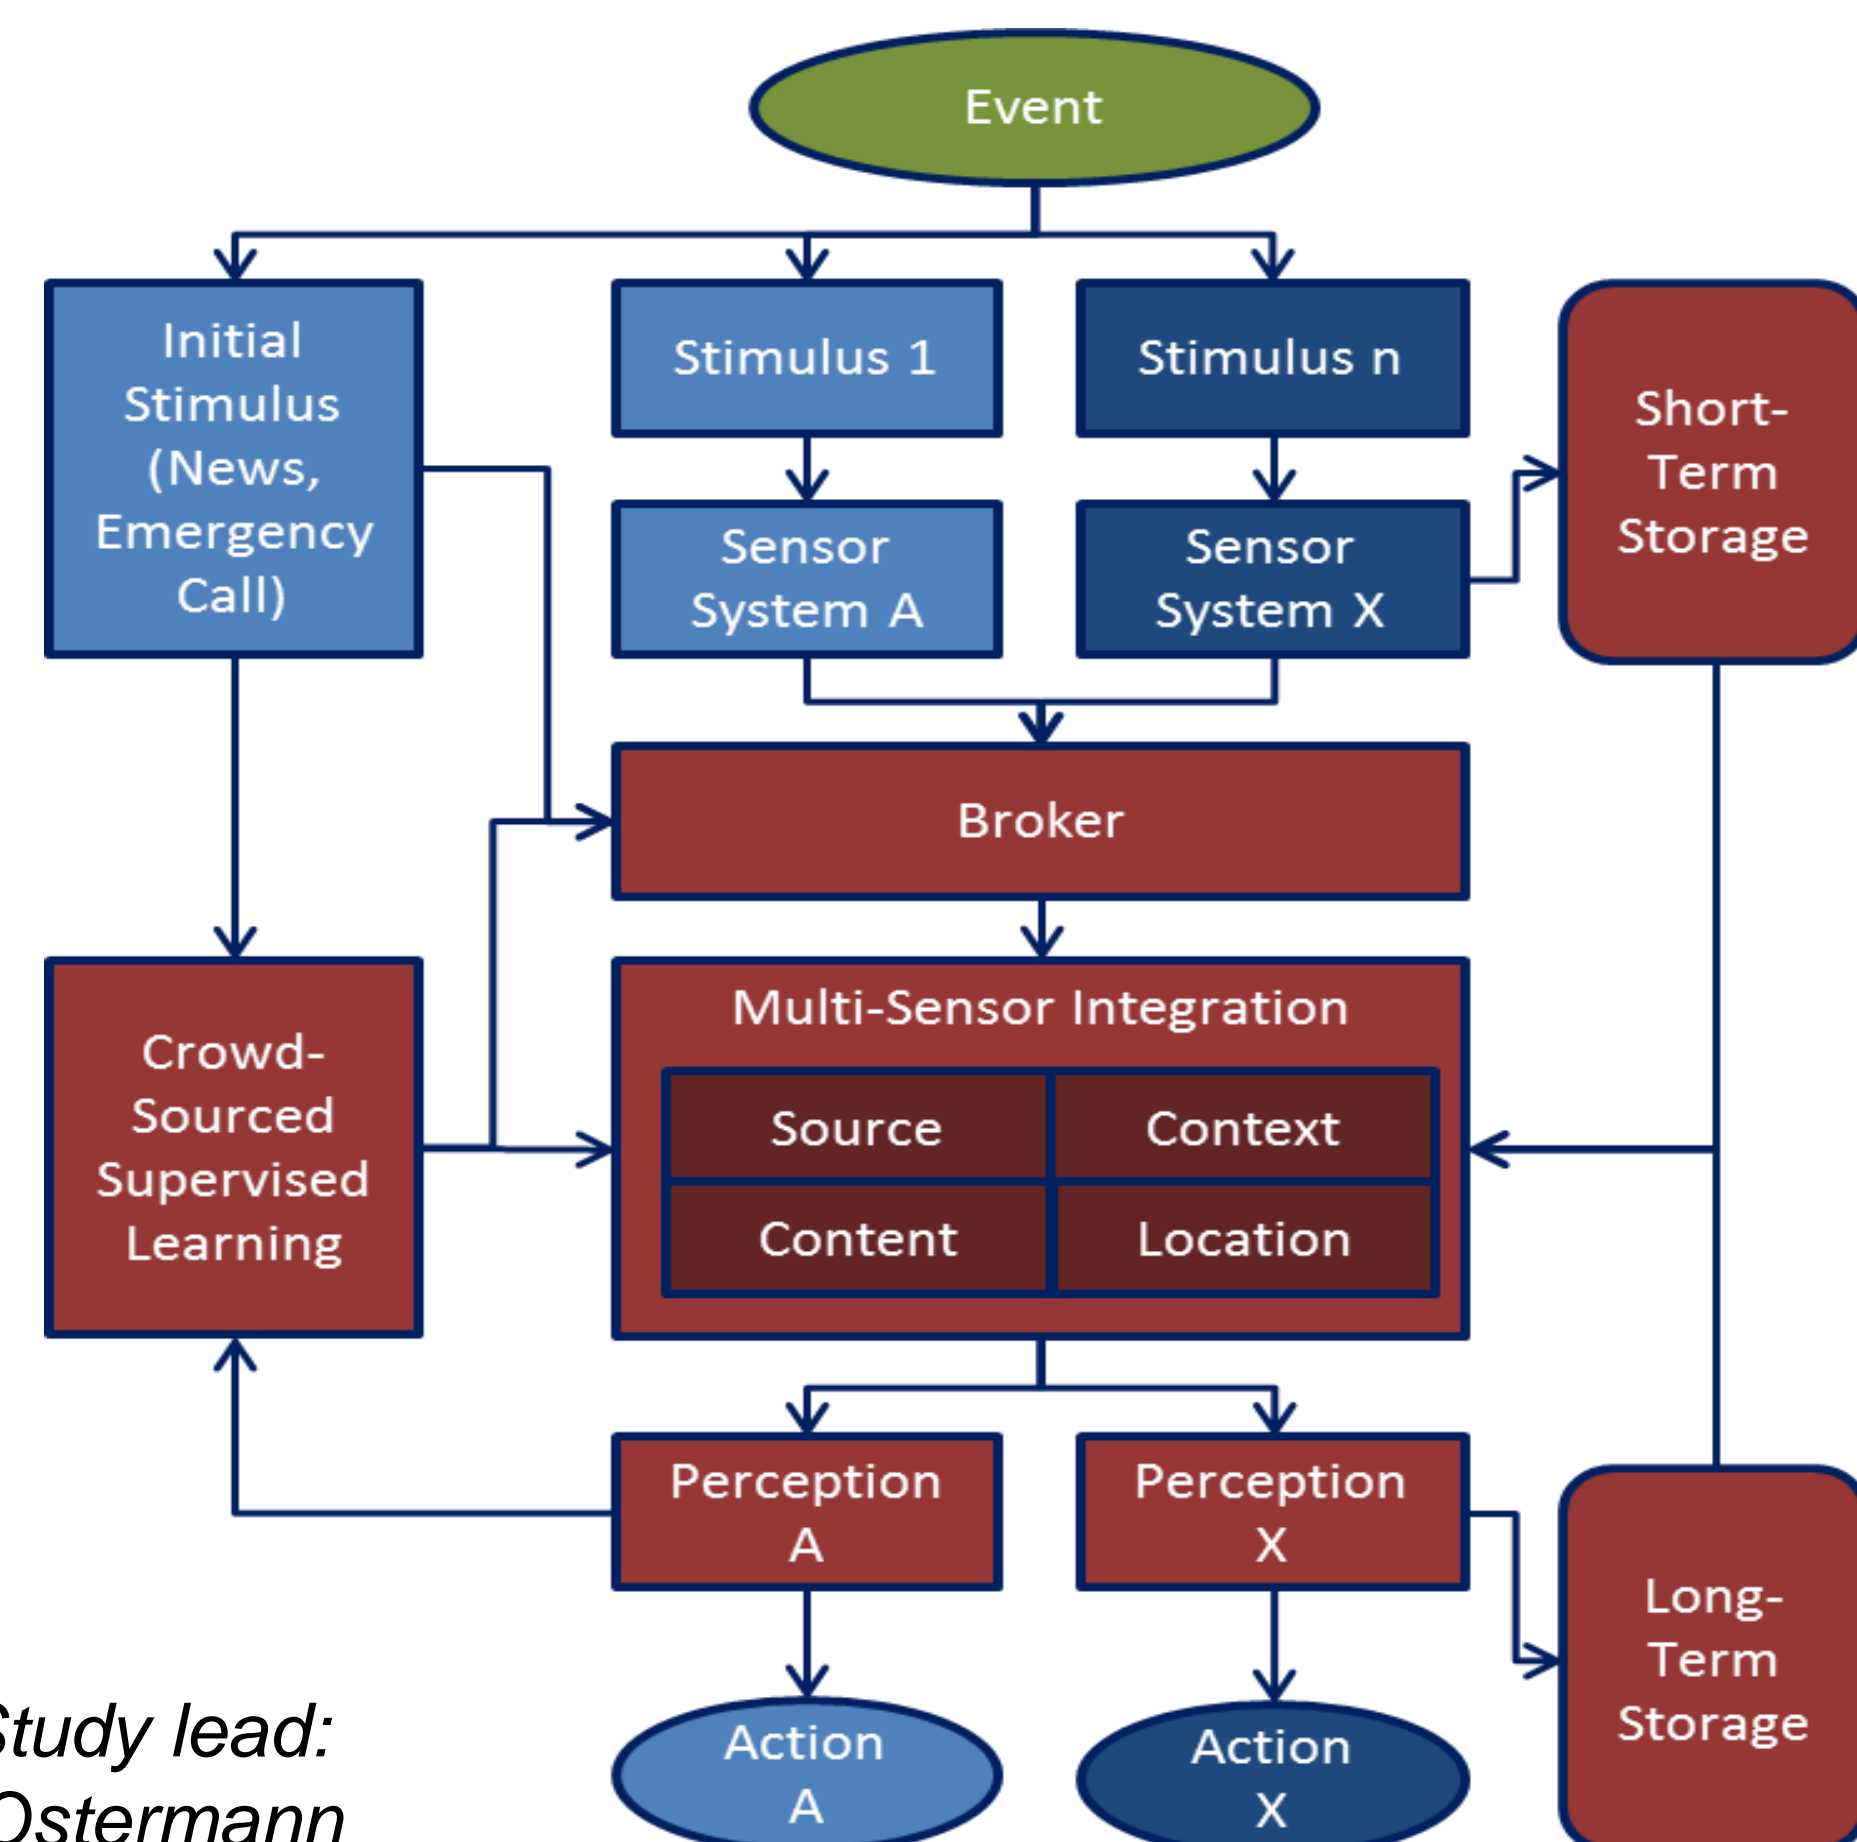 Event
Initial
Stimulus
(News,
Emergency
Call)
Stimulus 1
Stimulus n
Short-
Term
Storage
Sensor
System A
Sensor
System X
Broker
Crowd-
Sourced
Supervised
Learning
Multi-Sensor Integration
Source
Context
Content
Location
Perception
A
Perception
X
Long-
Term
Storage
Action
A
Action
X
Study lead:
Ostermann